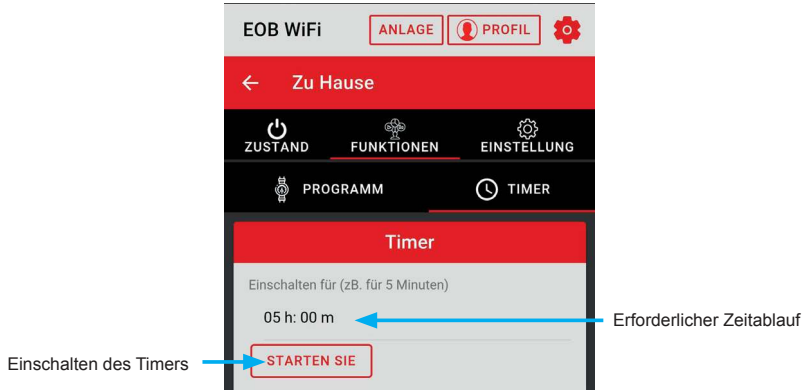 EOB WiFi ANLAGE PROFIL
Zu Hause
ZUSTAND FUNKTIONEN EINSTELLUNG
PROGRAMM TIMER
Timer
Einschalten für (zB. für 5 Minuten)
05 h: 00 m
Erforderlicher Zeitablauf
Einschalten des Timers
STARTEN SIE